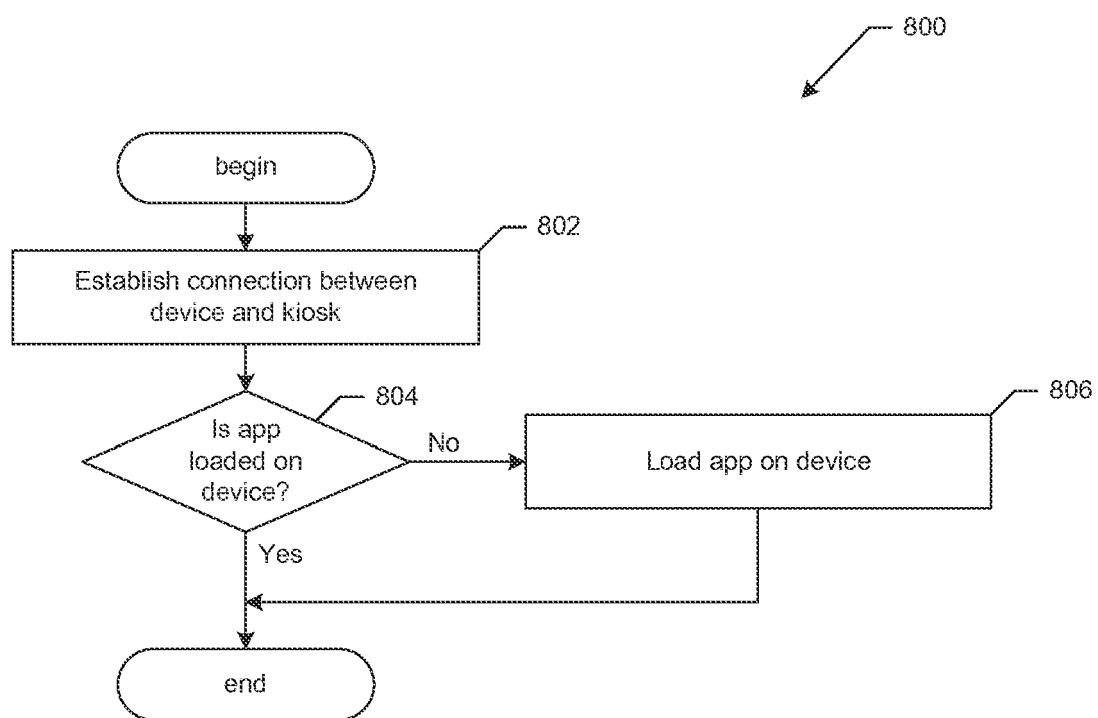 800
begin
802
Establish connection between
device and kiosk
804
Is app
loaded on
device?
No
806
Load app on device
Yes
end